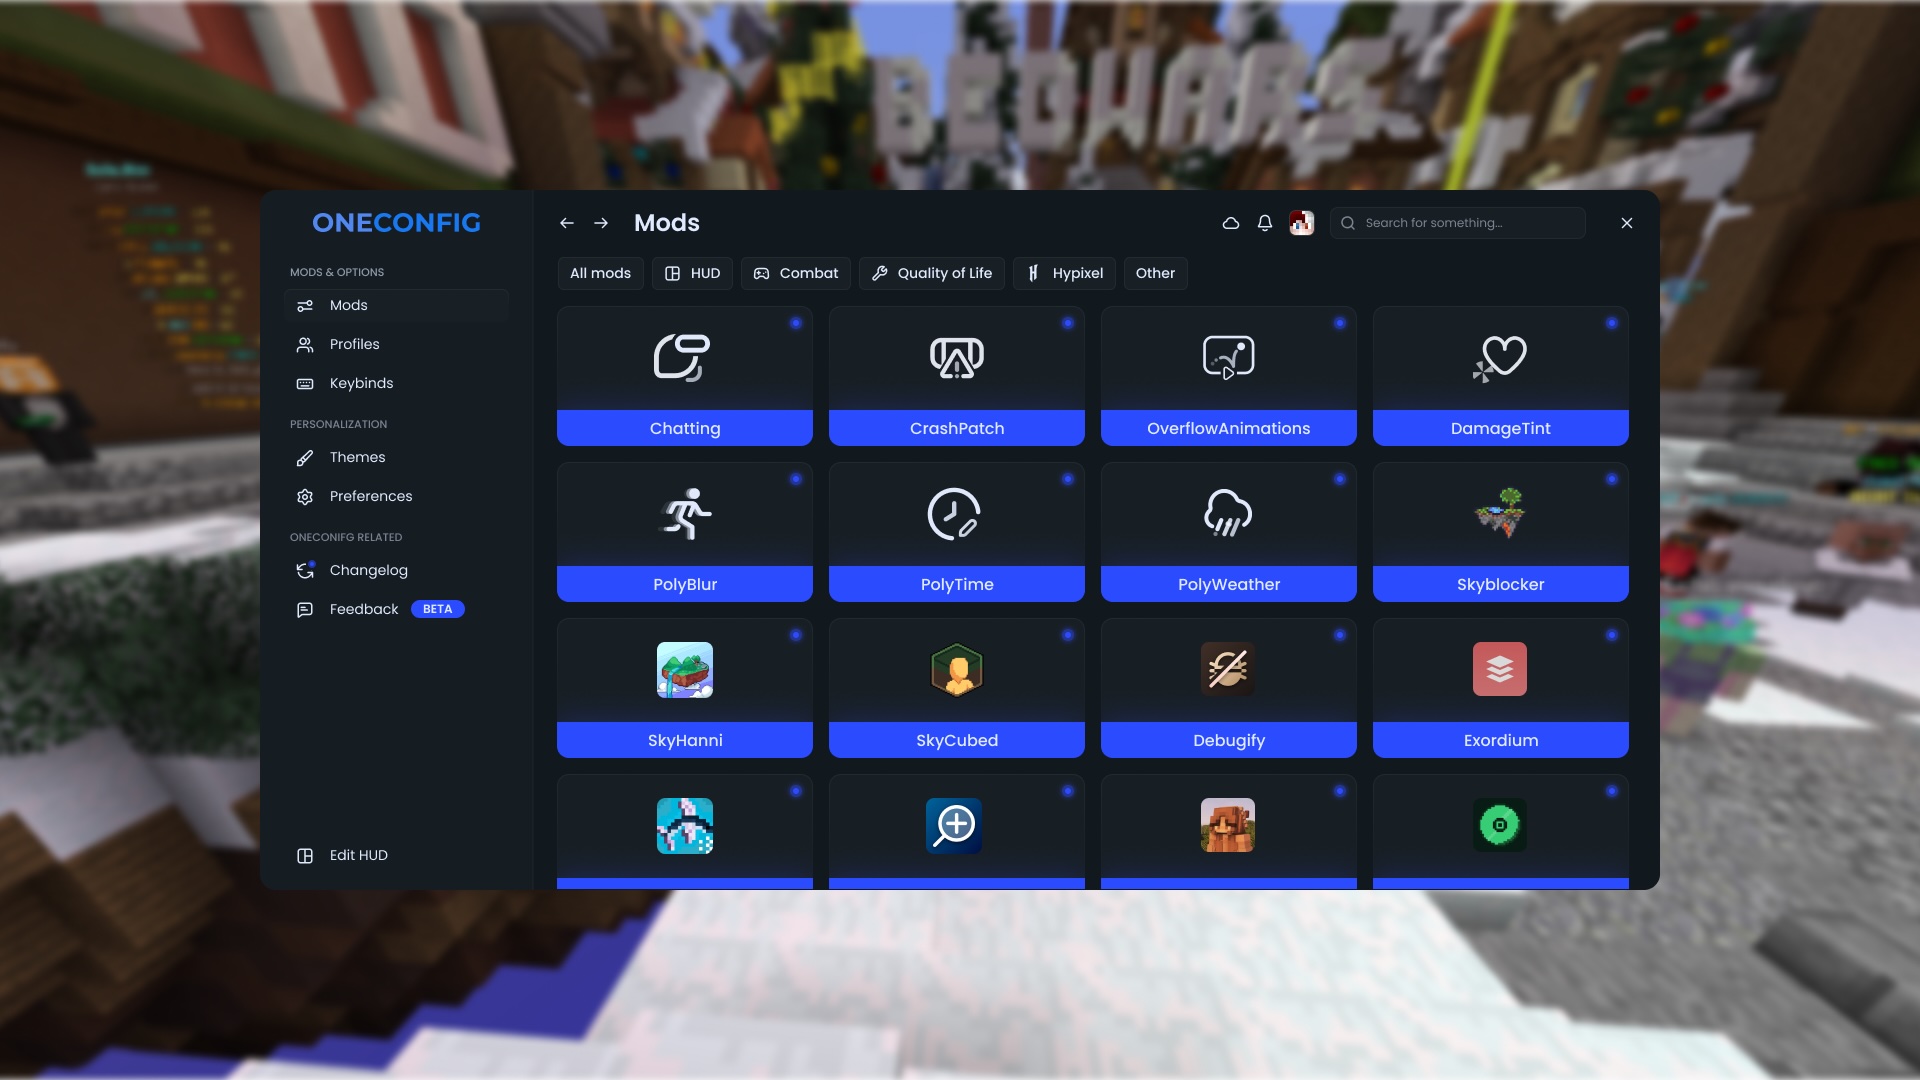 BEDWARS
ONECONFIG
Mods
Search for something...
MODS & OPTIONS
Mods
Profiles
Keybinds
PERSONALIZATION
Themes
Preferences
ONECONIFG RELATED
Changelog
Feedback BETA
Edit HUD
All mods
HUD
Combat
Quality of Life
Hypixel
Other
Chatting
CrashPatch
OverflowAnimations
DamageTint
PolyBlur
PolyTime
PolyWeather
Skyblocker
SkyHanni
SkyCubed
Debugify
Exordium